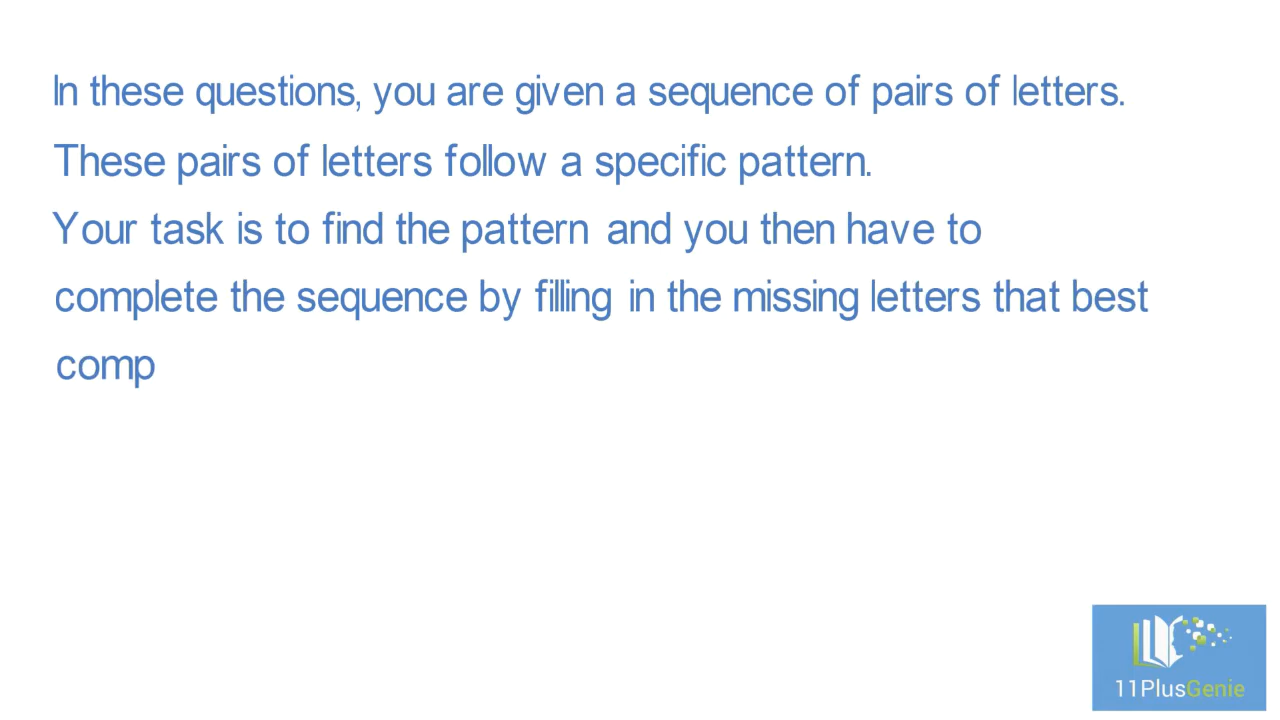 In these questions, you are given a sequence of pairs of letters.
These pairs of letters follow a specific pattern.
Your task is to find the pattern and you then have to
complete the sequence by filling in the missing letters that best
comp
11PlusGenie